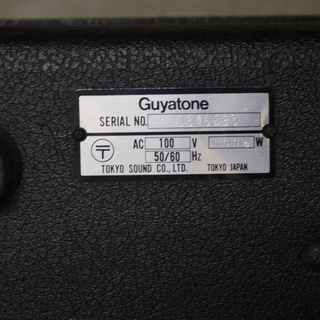 Guyatone
SERIAL NO.
AC 100 V
50/60 Hz W
TOKYO SOUND CO., LTD. TOKYO JAPAN